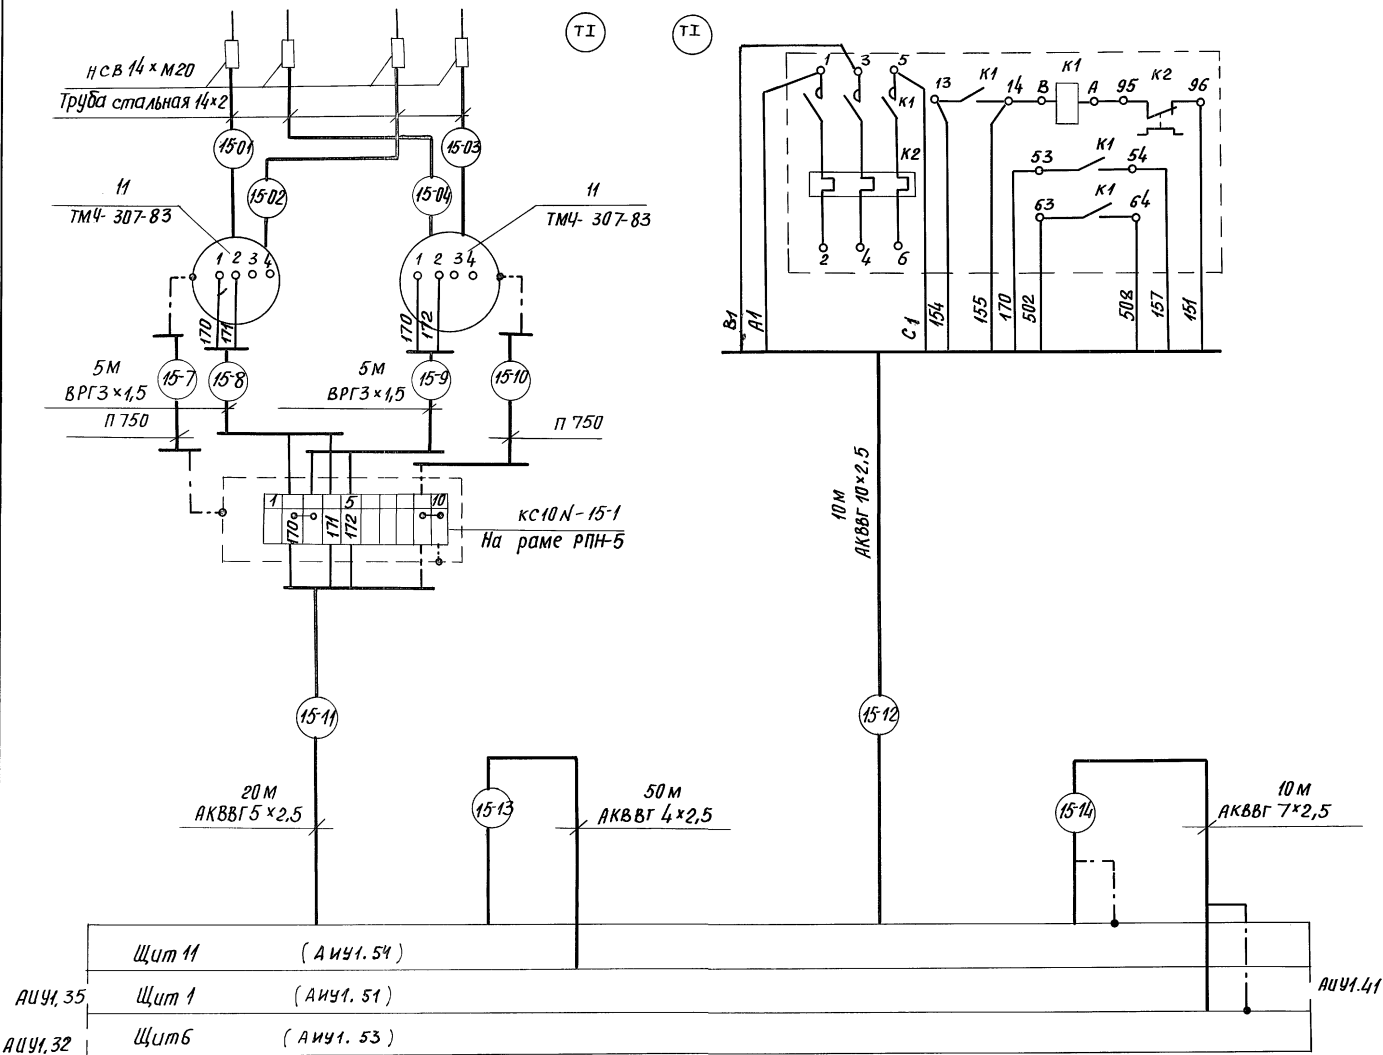 ТІ
ТІ
НСВ 14×М20
Труба стальная 14×2
15-01
15-02
15-04
15-03
11
ТМЧ-307-83
11
ТМЧ-307-83
1 2 3 4
1 2 3 4
170 171
170 172
15-7
15-8
15-9
15-10
5М
ВРГ3×1,5
П 750
5М
ВРГ3×1,5
П 750
1 5 10
170 171 172
КС10N-15-1
На раме РПН-5
1 3 5
13 К1 14 В К1 А 95 К2 96
К1
К2
53 К1 54
63 К1 64
2 4 6
В1 А1 С1 154 155 170 502 508 157 151
10М
АКВВГ 10×2,5
15-11
15-12
20М
АКВВГ 5×2,5
15-13
50М
АКВВГ 4×2,5
15-14
10М
АКВВГ 7×2,5
Щит 11 (АИУ1.54)
АИУ1.35 Щит 1 (АИУ1.51) АИУ1.41
АИУ1.32 Щит 6 (АИУ1.53)